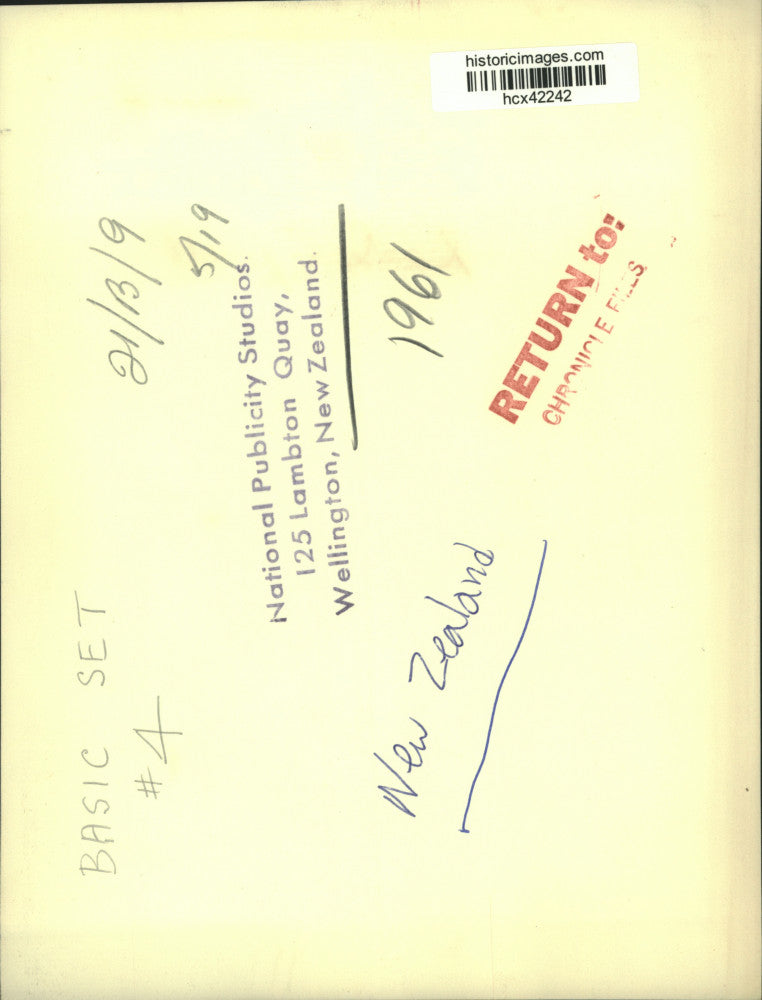 historicimages.com
hcx42242
21/13/9
5/19
National Publicity Studios.
125 Lambton Quay,
Wellington, New Zealand.
1961
RETURN to:
CHRONICLE FILES
BASIC SET
#4
New Zealand